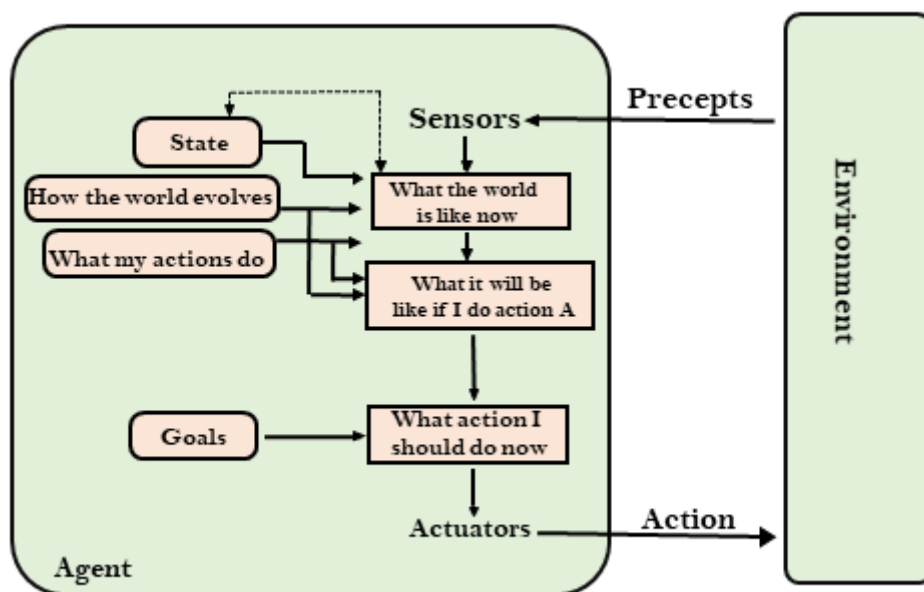 Precepts
Sensors
State
What the world
is like now
How the world evolves
What my actions do
What it will be
like if I do action A
Environment
What action I
should do now
Goals
Actuators
Action
Agent